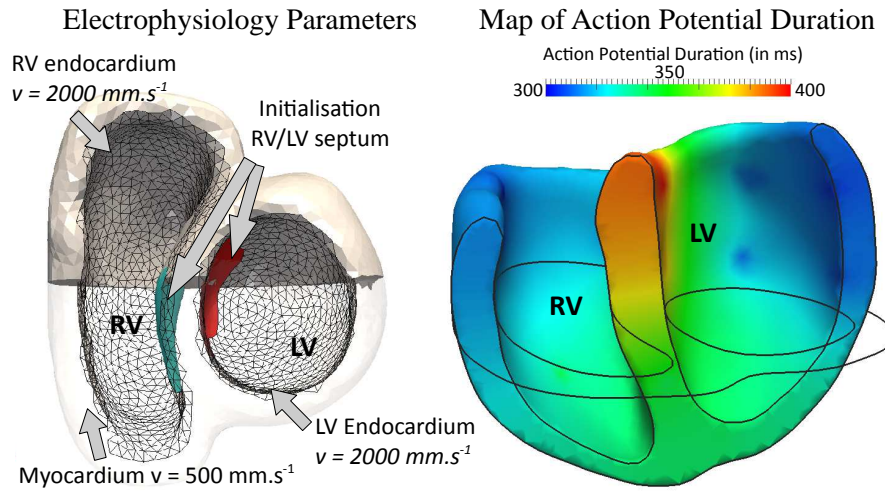 Electrophysiology Parameters
RV endocardium
v = 2000 mm.s⁻¹
Initialisation
RV/LV septum
RV
LV
LV Endocardium
v = 2000 mm.s⁻¹
Myocardium v = 500 mm.s⁻¹
Map of Action Potential Duration
Action Potential Duration (in ms)
300 350 400
LV
RV